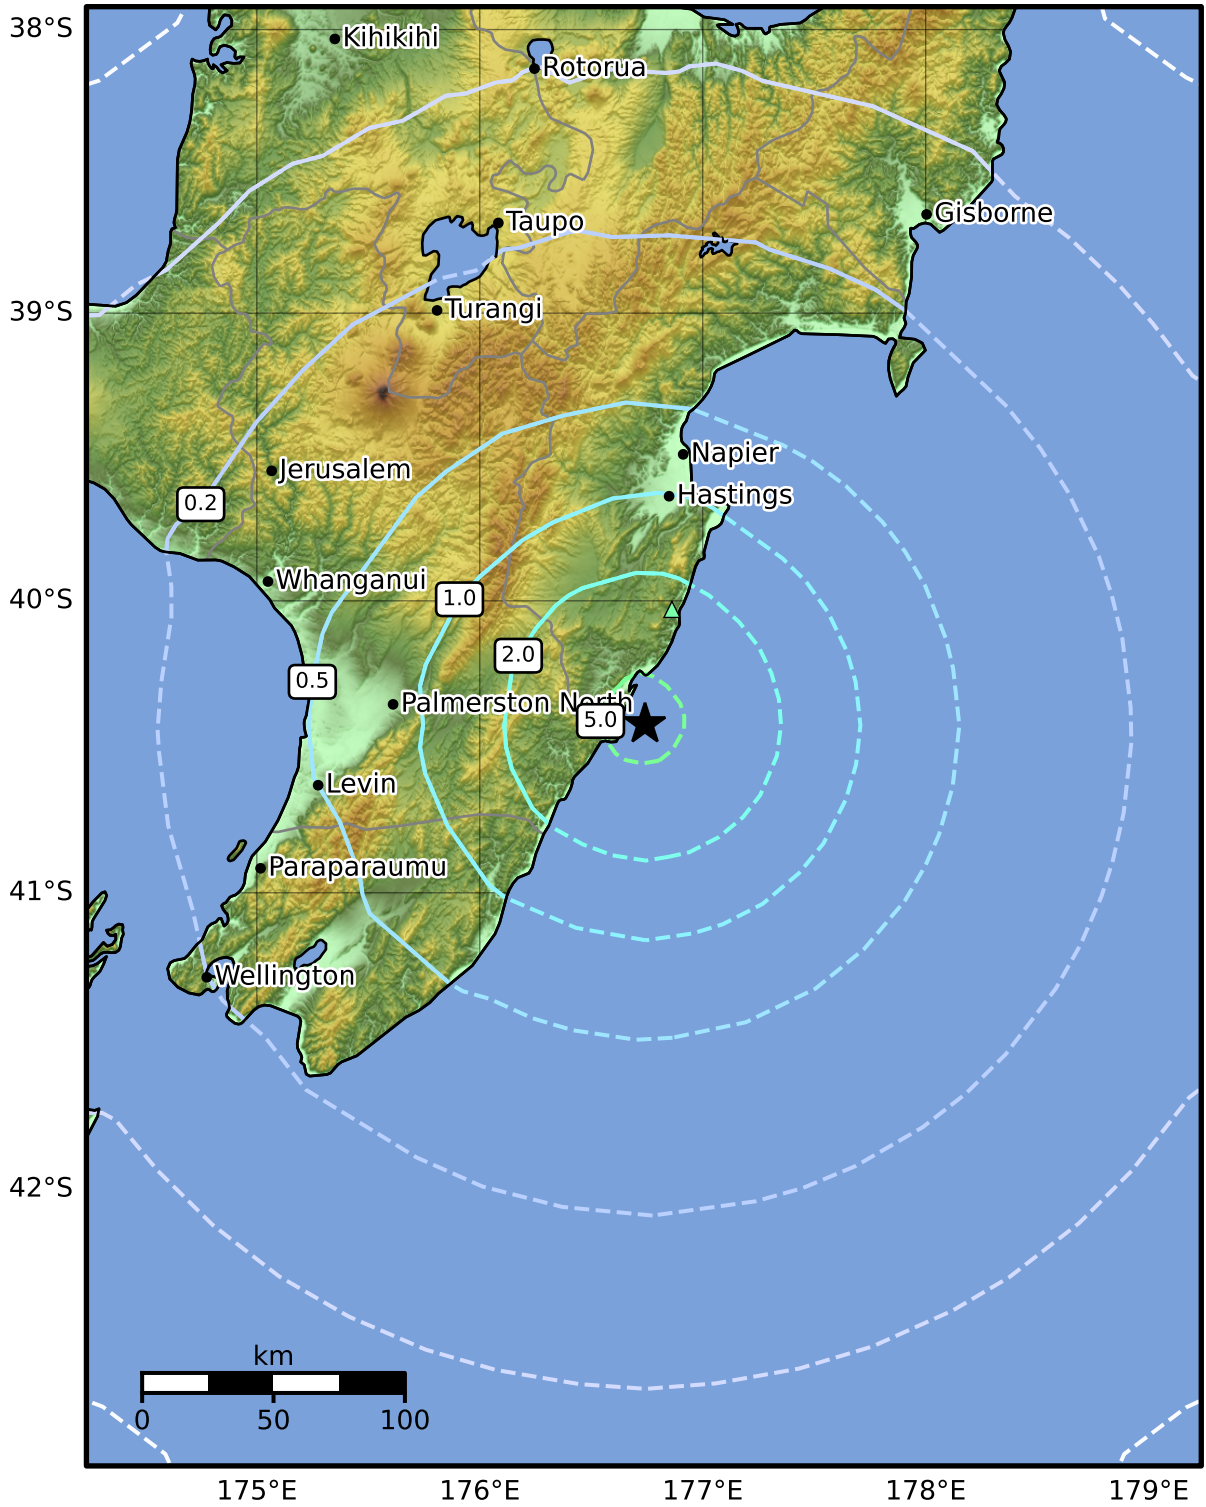 38°S
Kihikihi
Rotorua
Taupo
Gisborne
39°S
Turangi
Napier
Jerusalem
Hastings
0.2
Whanganui
40°S
1.0
2.0
0.5
Palmerston North
5.0
Levin
Paraparaumu
41°S
Wellington
42°S
km
0 50 100
175°E 176°E 177°E 178°E 179°E